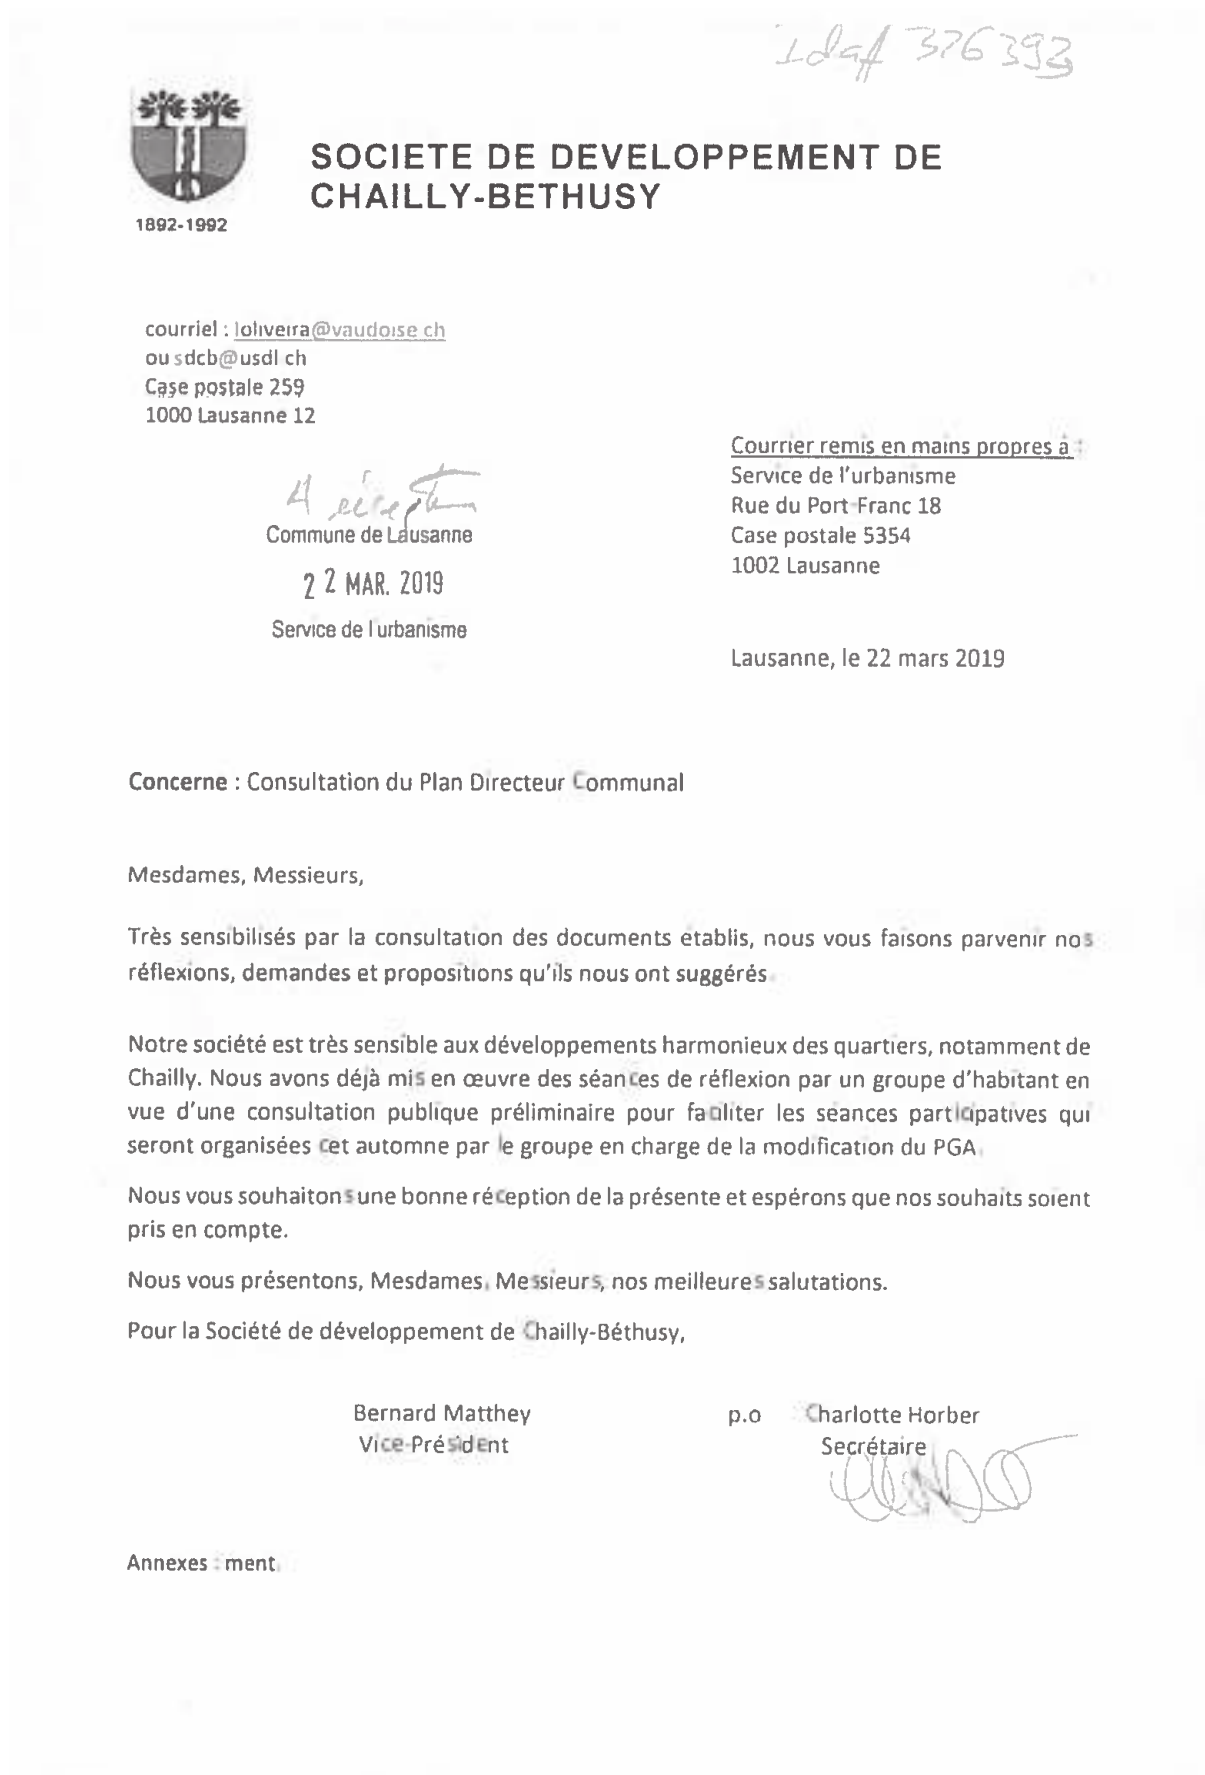 Idaff 376393
SOCIETE DE DEVELOPPEMENT DE
CHAILLY-BETHUSY
1892-1992
courriel : loliveira@vaudoise.ch
ou sdcb@usdl.ch
Case postale 259
1000 Lausanne 12
Courrier remis en mains propres à :
Service de l'urbanisme
Rue du Port-Franc 18
Case postale 5354
1002 Lausanne
A réception
Commune de Lausanne
22 MAR. 2019
Service de l'urbanisme
Lausanne, le 22 mars 2019
Concerne : Consultation du Plan Directeur Communal
Mesdames, Messieurs,
Très sensibilisés par la consultation des documents établis, nous vous faisons parvenir nos
réflexions, demandes et propositions qu'ils nous ont suggérés.
Notre société est très sensible aux développements harmonieux des quartiers, notamment de
Chailly. Nous avons déjà mis en œuvre des séances de réflexion par un groupe d'habitant en
vue d'une consultation publique préliminaire pour faciliter les séances participatives qui
seront organisées cet automne par le groupe en charge de la modification du PGA.
Nous vous souhaitons une bonne réception de la présente et espérons que nos souhaits soient
pris en compte.
Nous vous présentons, Mesdames, Messieurs, nos meilleures salutations.
Pour la Société de développement de Chailly-Béthusy,
Bernard Matthey p.o Charlotte Horber
Vice-Président Secrétaire
Annexes : ment.